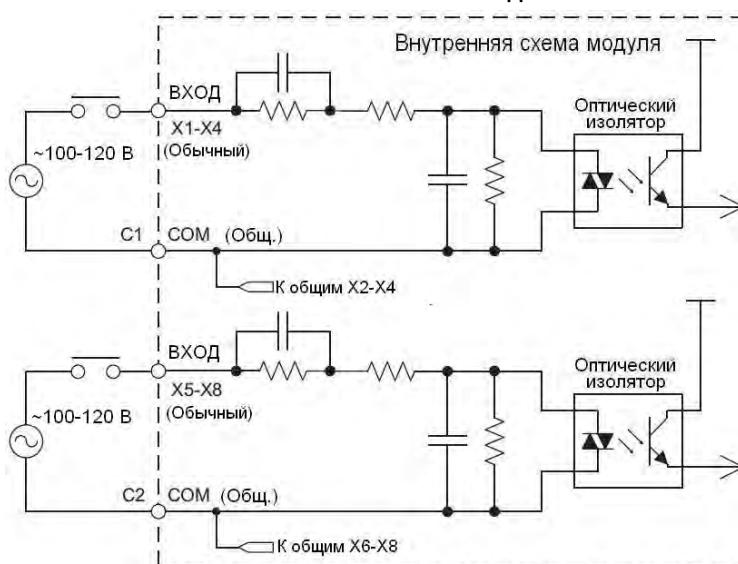 Внутренняя схема модуля
ВХОД
X1-X4
(Обычный)
~100-120 В
C1
COM (Общ.)
К общим X2-X4
Оптический
изолятор
ВХОД
X5-X8
(Обычный)
~100-120 В
C2
COM (Общ.)
К общим X6-X8
Оптический
изолятор